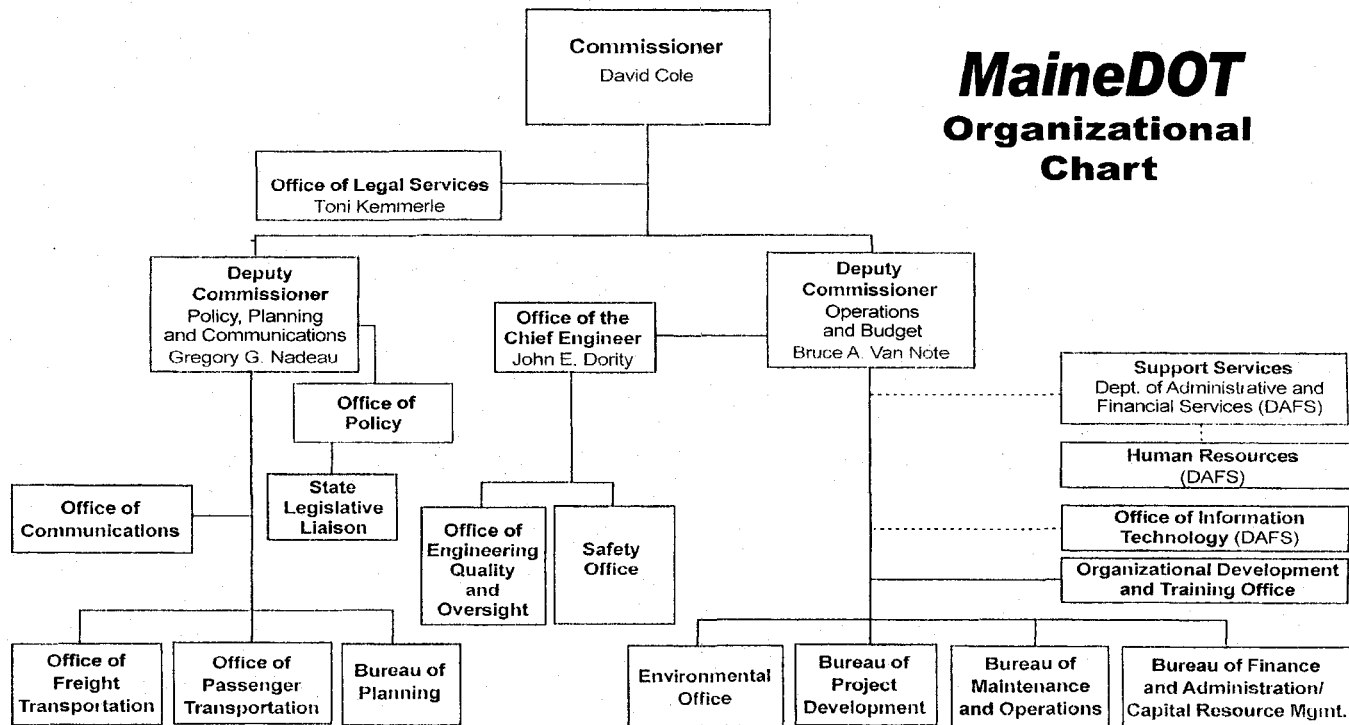 Commissioner
David Cole
MaineDOT
Organizational
Chart
Office of Legal Services
Toni Kemmerle
Deputy
Commissioner
Policy, Planning
and Communications
Gregory G. Nadeau
Office of the
Chief Engineer
John E. Dority
Deputy
Commissioner
Operations
and Budget
Bruce A. Van Note
Support Services
Dept. of Administrative and
Financial Services (DAFS)
Office of
Policy
Human Resources
(DAFS)
State
Legislative
Liaison
Office of
Communications
Office of
Engineering
Quality
and
Oversight
Safety
Office
Office of Information
Technology (DAFS)
Organizational Development
and Training Office
Office of
Freight
Transportation
Office of
Passenger
Transportation
Bureau of
Planning
Environmental
Office
Bureau of
Project
Development
Bureau of
Maintenance
and Operations
Bureau of Finance
and Administration/
Capital Resource Mgmt.